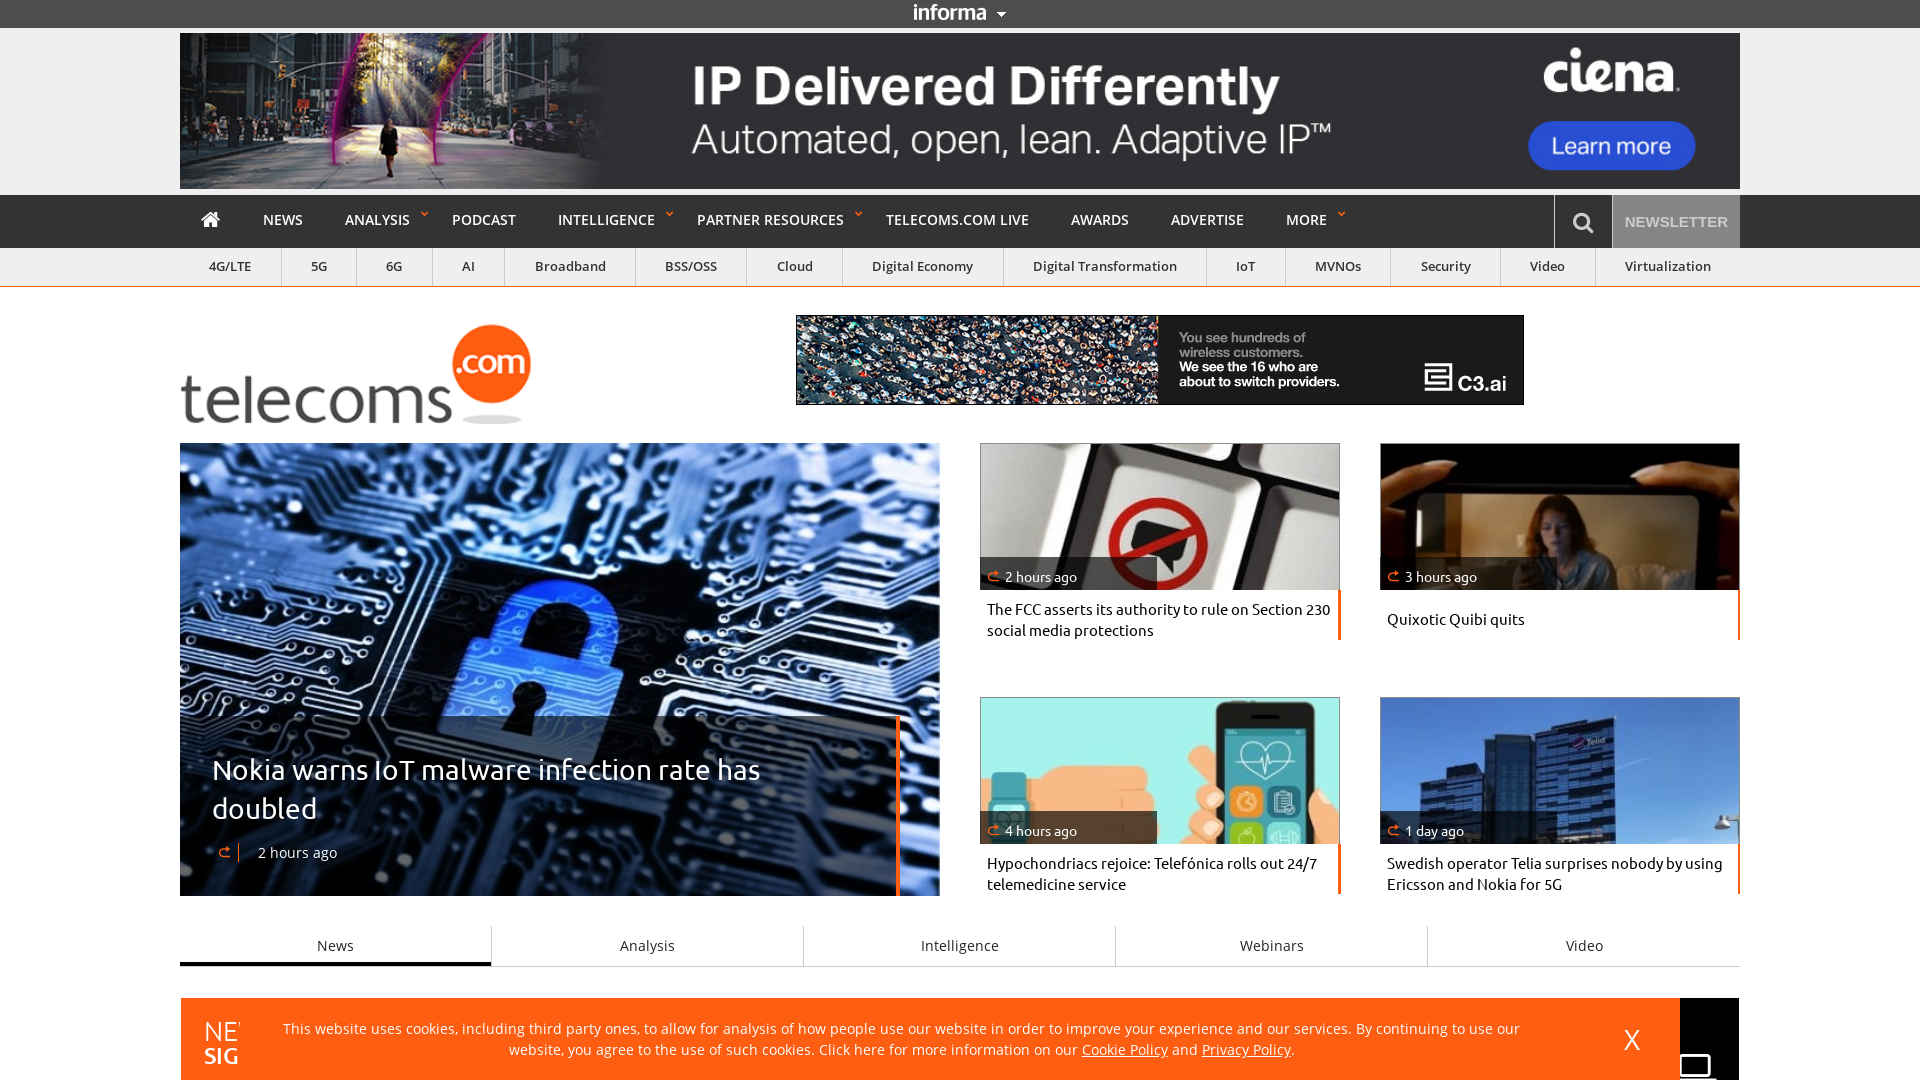 informa
IP Delivered Differently
Automated, open, lean. Adaptive IP™
ciena
Learn more
NEWS ANALYSIS PODCAST INTELLIGENCE PARTNER RESOURCES TELECOMS.COM LIVE AWARDS ADVERTISE MORE NEWSLETTER
4G/LTE 5G 6G AI Broadband BSS/OSS Cloud Digital Economy Digital Transformation IoT MVNOs Security Video Virtualization
telecoms.com
You see hundreds of
wireless customers.
We see the 16 who are
about to switch providers.
C3.ai
Nokia warns IoT malware infection rate has
doubled
2 hours ago
2 hours ago
The FCC asserts its authority to rule on Section 230
social media protections
3 hours ago
Quixotic Quibi quits
4 hours ago
Hypochondriacs rejoice: Telefónica rolls out 24/7
telemedicine service
Telia
1 day ago
Swedish operator Telia surprises nobody by using
Ericsson and Nokia for 5G
News Analysis Intelligence Webinars Video
This website uses cookies, including third party ones, to allow for analysis of how people use our website in order to improve your experience and our services. By continuing to use our
website, you agree to the use of such cookies. Click here for more information on our Cookie Policy and Privacy Policy.
X